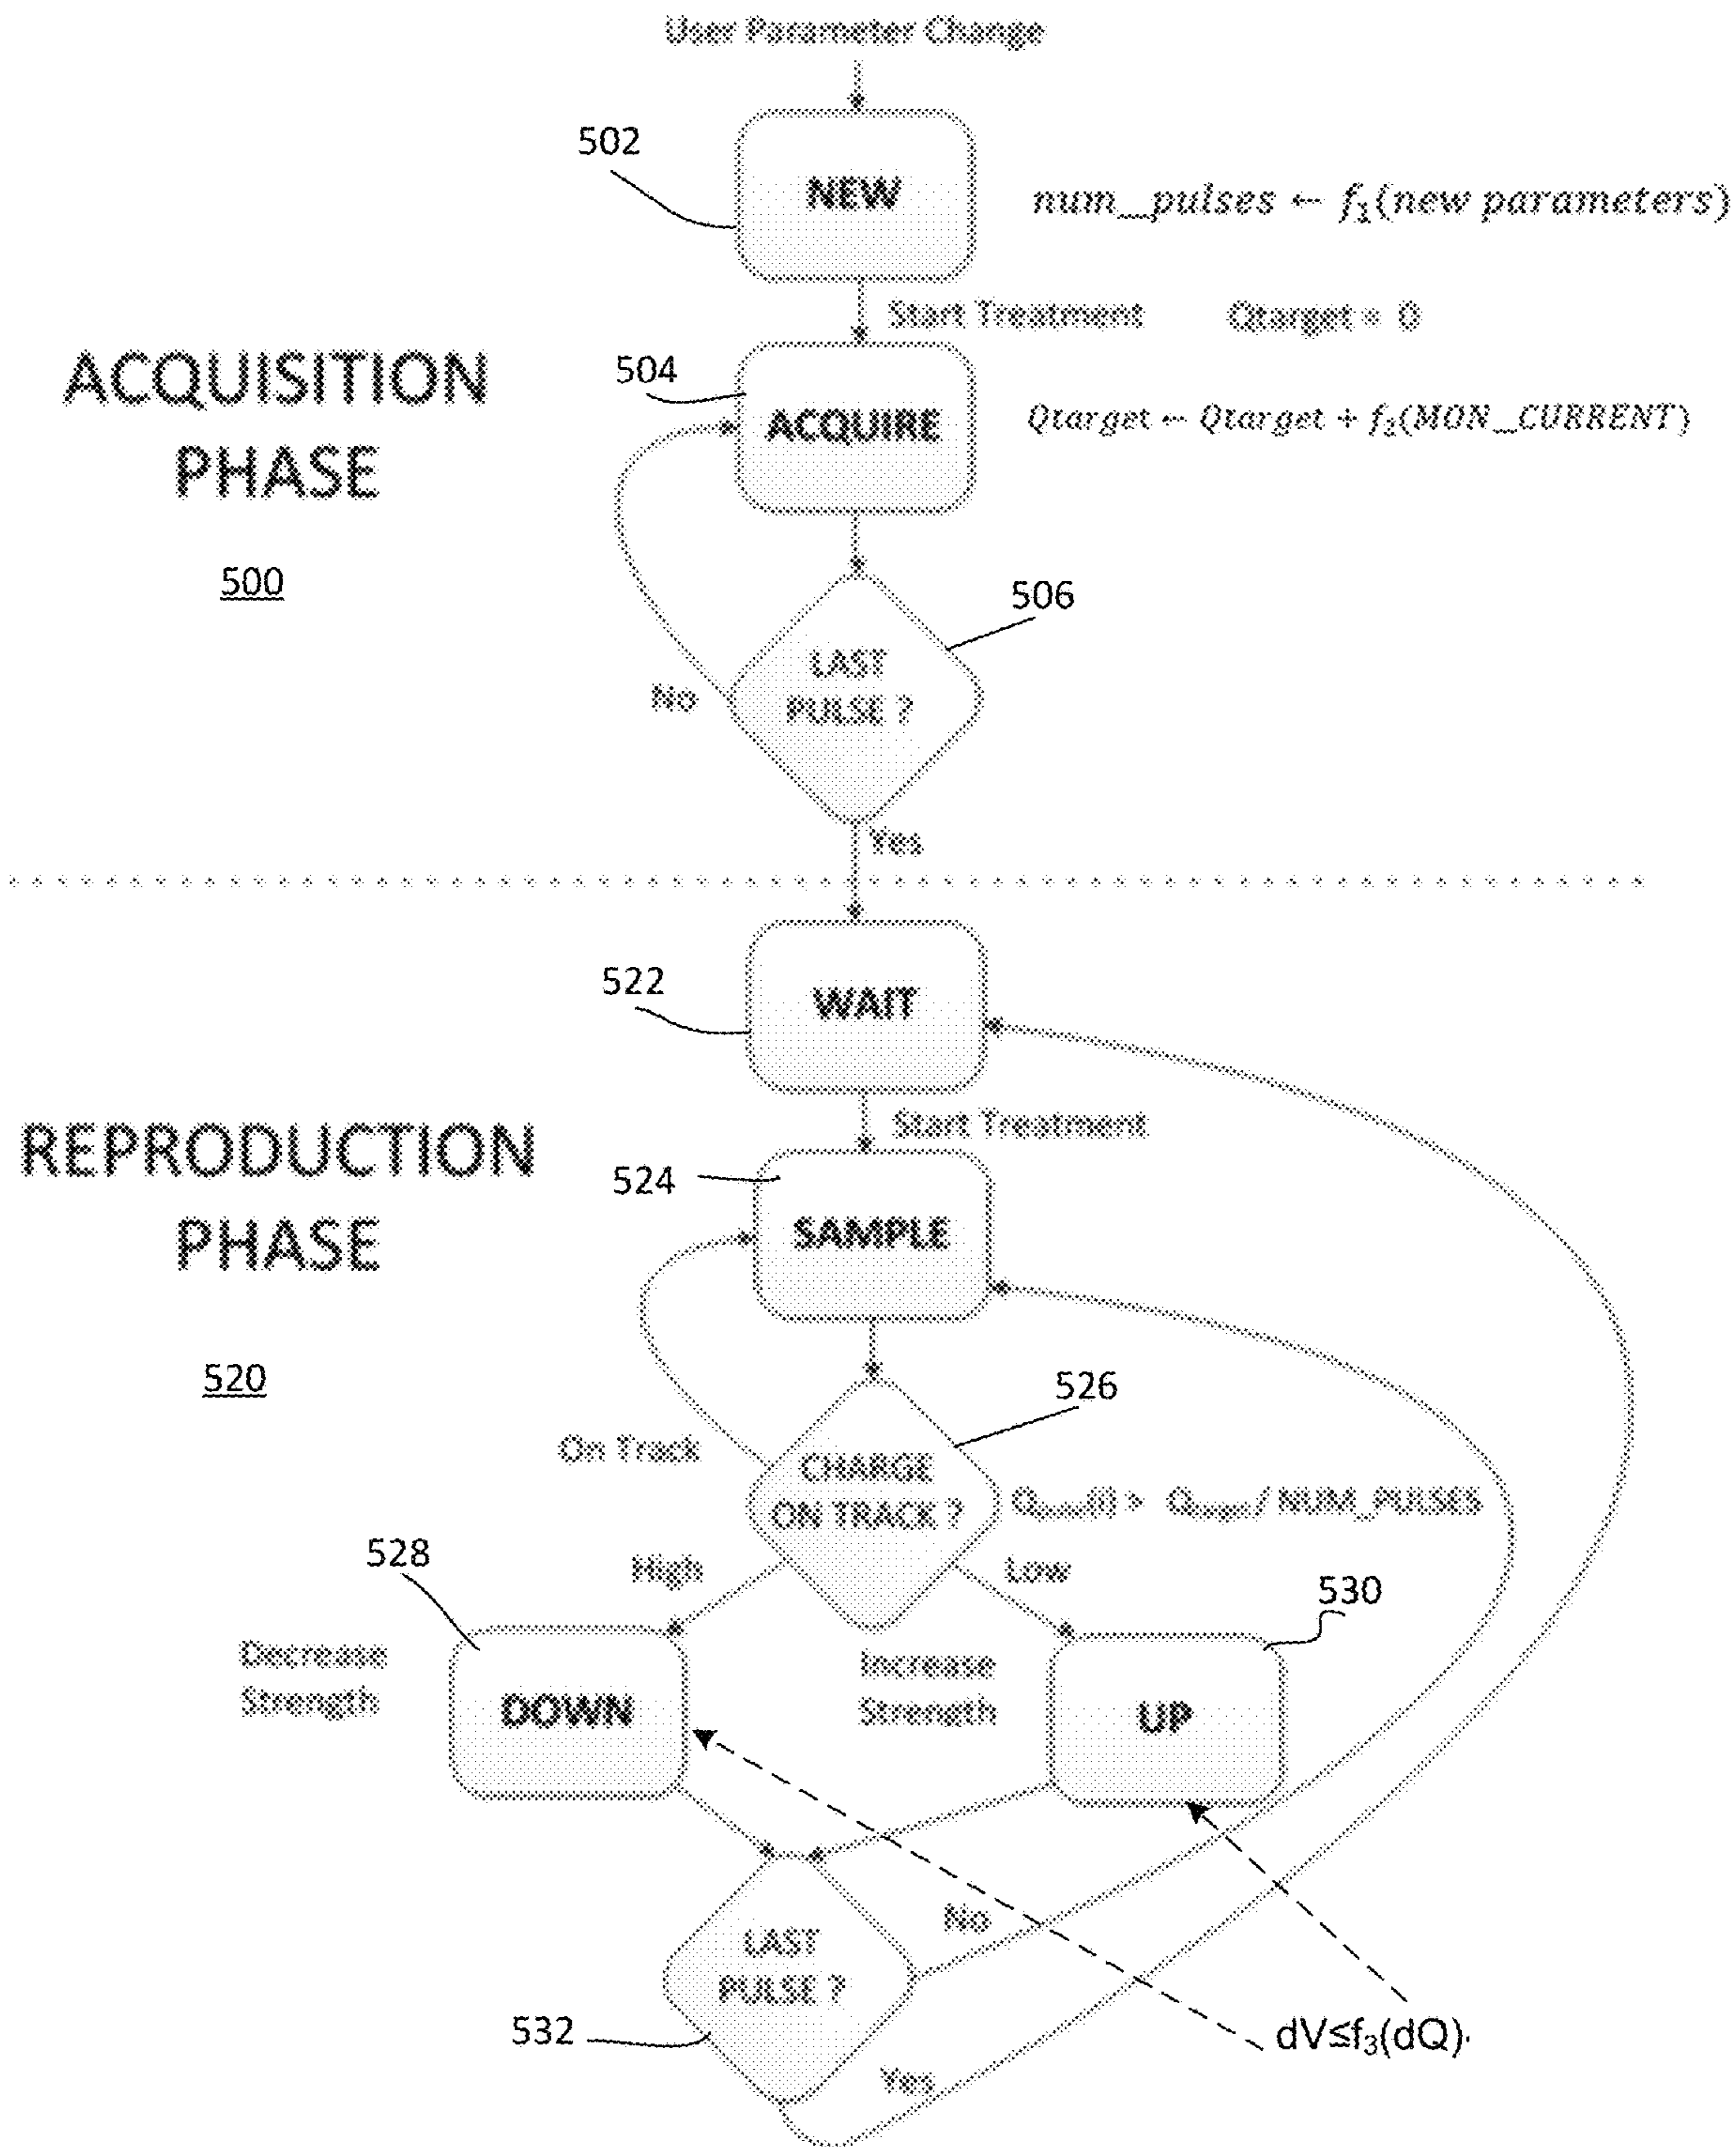 User Parameter Change
502
NEW
num_pulses ← f₁(new parameters)
Start Treatment
Qtarget = 0
ACQUISITION
PHASE
500
504
ACQUIRE
Qtarget ← Qtarget + f₂(MON_CURRENT)
506
LAST
PULSE ?
No
Yes
522
WAIT
Start Treatment
REPRODUCTION
PHASE
520
524
SAMPLE
526
On Track
CHARGE
ON TRACK ?
(i) > Qtarget / NUM_PULSES
528
High
Low
530
Decrease
Strength
DOWN
Increase
Strength
UP
No
LAST
PULSE ?
532
Yes
dV≤f₃(dQ)